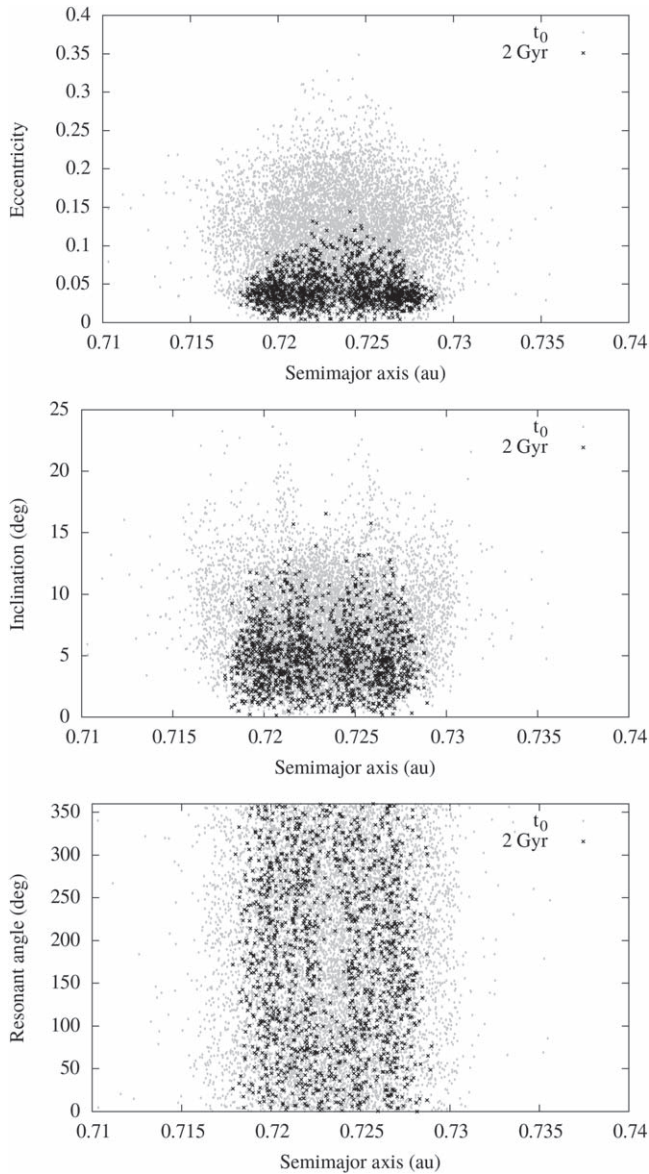 0.4
0.35
0.3
0.25
0.2
0.15
0.1
0.05
0
Eccentricity
t0
2 Gyr
0.71 0.715 0.72 0.725 0.73 0.735 0.74
Semimajor axis (au)
25
20
15
10
5
0
Inclination (deg)
t0
2 Gyr
0.71 0.715 0.72 0.725 0.73 0.735 0.74
Semimajor axis (au)
350
300
250
200
150
100
50
0
Resonant angle (deg)
t0
2 Gyr
0.71 0.715 0.72 0.725 0.73 0.735 0.74
Semimajor axis (au)